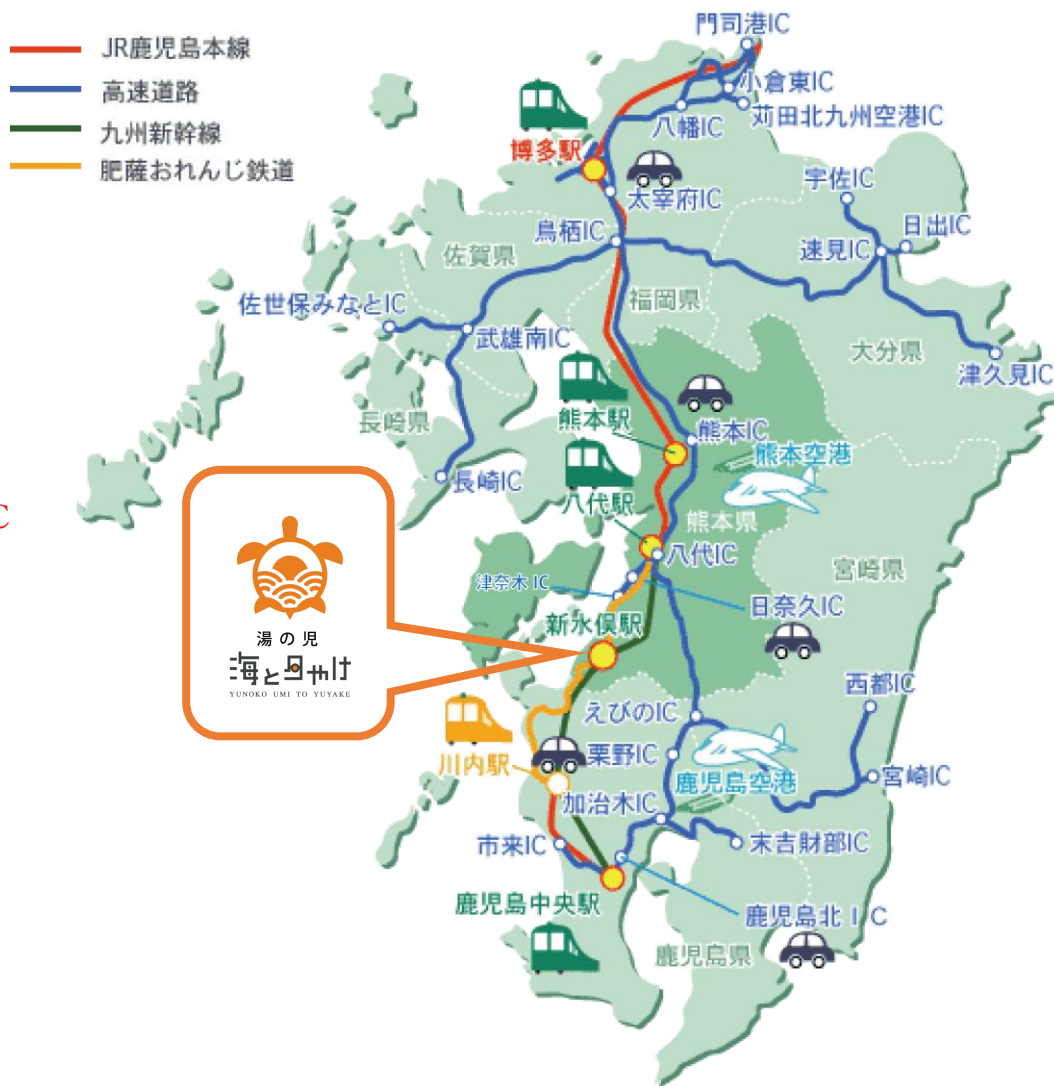 JR鹿児島本線
高速道路
九州新幹線
肥薩おれんじ鉄道
門司港IC
小倉東IC
八幡IC
苅田北九州空港IC
博多駅
太宰府IC
宇佐IC
鳥栖IC
速見IC
日出IC
佐賀県
福岡県
佐世保みなとIC
武雄南IC
大分県
津久見IC
長崎県
熊本駅
熊本IC
熊本空港
長崎IC
八代駅
C
熊本県
八代IC
宮崎県
津奈木 IC
日奈久IC
新水俣駅
湯の児
海と夕やけ
YUNOKO UMI TO YUYAKE
西都IC
えびのIC
栗野IC
川内駅
鹿児島空港
宮崎IC
加治木IC
市来IC
末吉財部IC
鹿児島中央駅
鹿児島北ＩＣ
鹿児島県